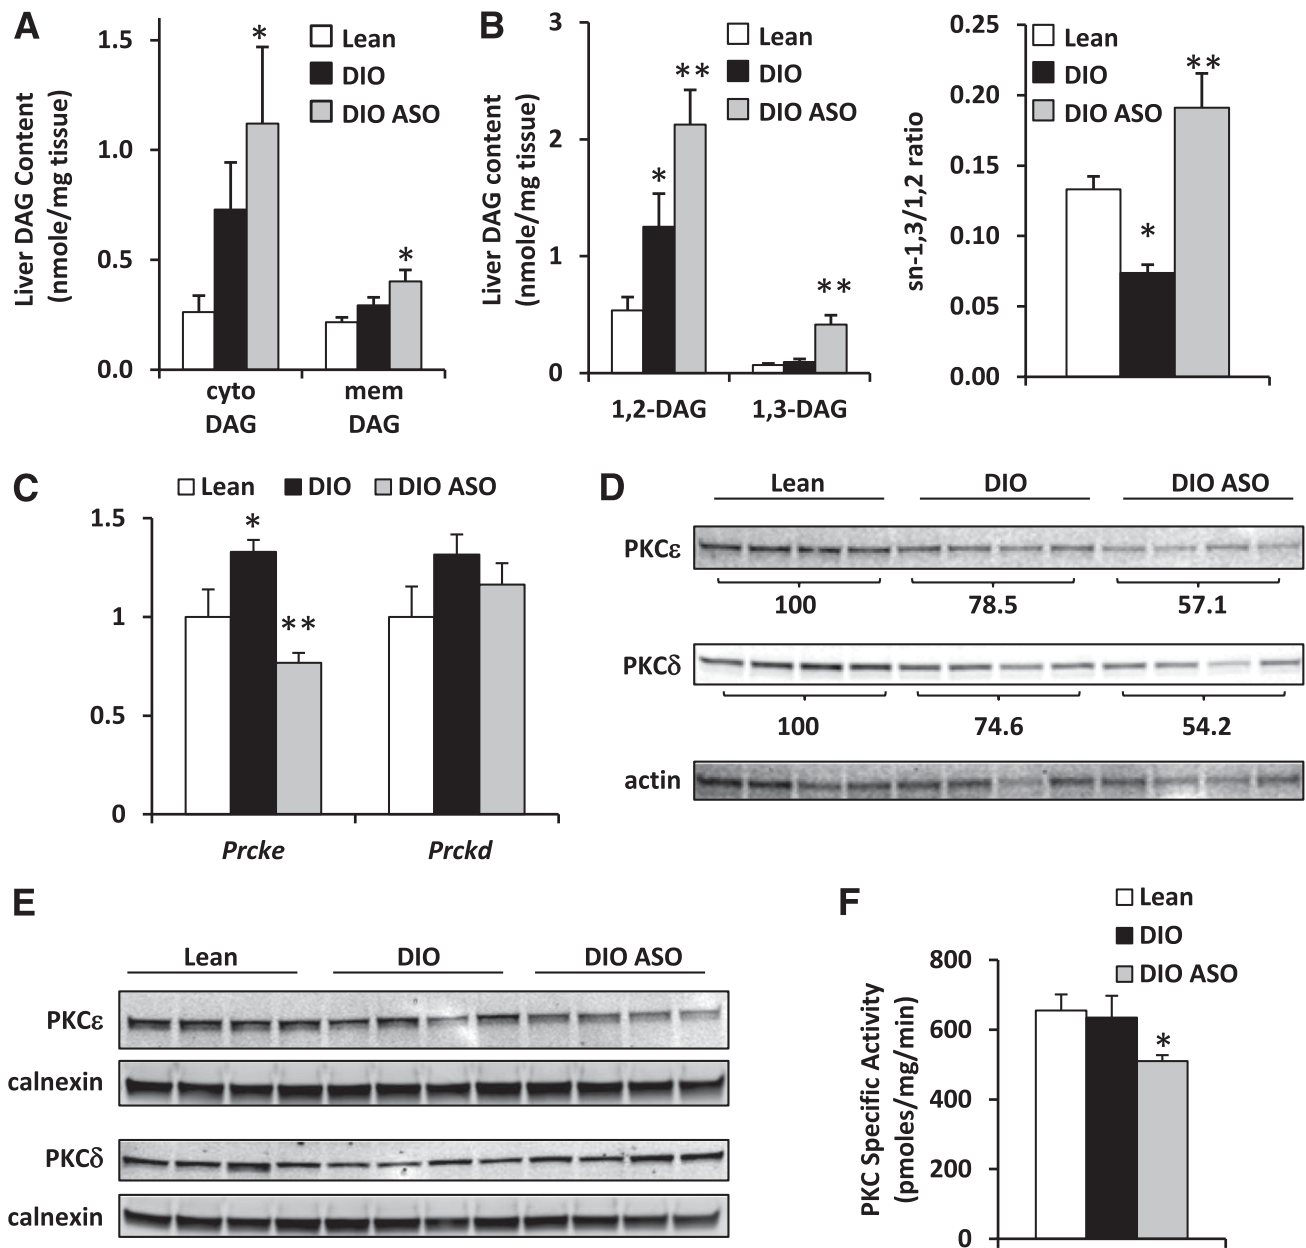 A
Liver DAG Content
(nmole/mg tissue)
1.5
1.0
0.5
0.0
*
*
Lean
DIO
DIO ASO
cyto
DAG
mem
DAG
B
Liver DAG content
(nmole/mg tissue)
3
2
1
0
*
**
**
Lean
DIO
DIO ASO
1,2-DAG
1,3-DAG
sn-1,3/1,2 ratio
0.25
0.20
0.15
0.10
0.05
0.00
Lean
DIO
DIO ASO
*
**
C
Lean DIO DIO ASO
1.5
1
0.5
0
*
**
Prcke
Prckd
D
Lean DIO DIO ASO
PKCε
100 78.5 57.1
PKCδ
100 74.6 54.2
actin
E
Lean DIO DIO ASO
PKCε
calnexin
PKCδ
calnexin
F
Lean
DIO
DIO ASO
PKC Specific Activity
(pmoles/mg/min)
800
600
400
200
0
*